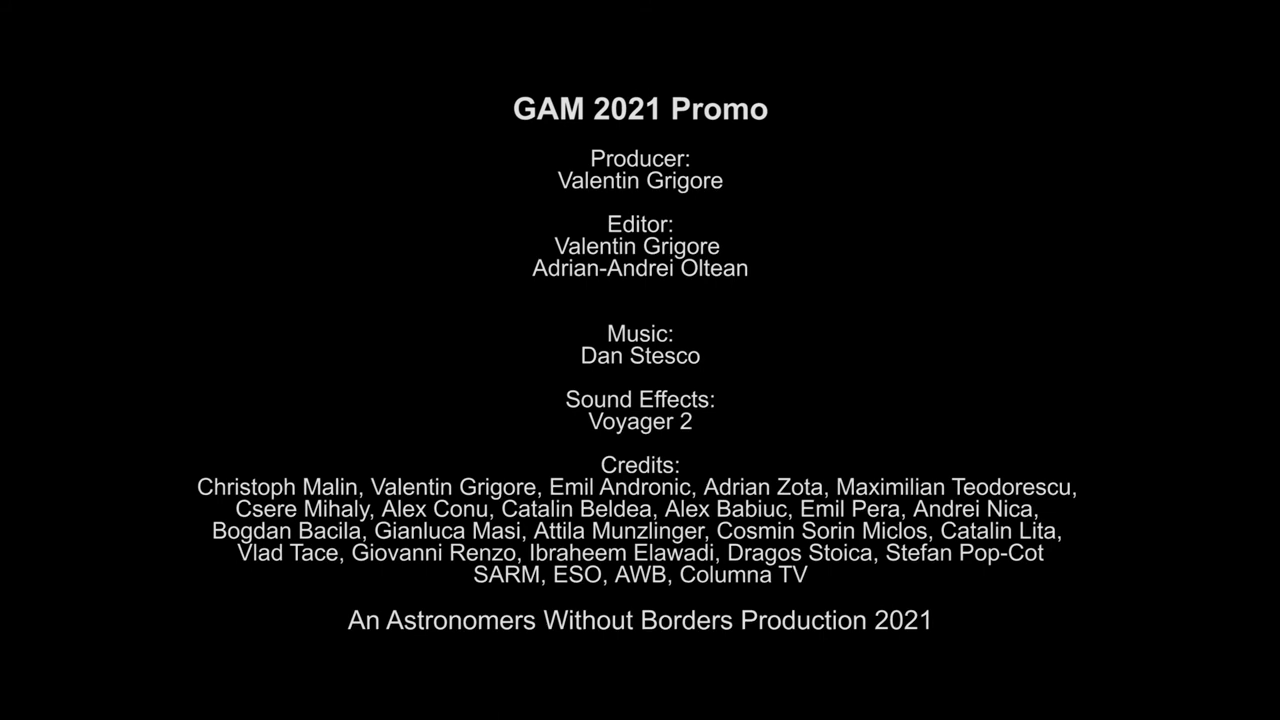 GAM 2021 Promo
Producer:
Valentin Grigore
Editor:
Valentin Grigore
Adrian-Andrei Oltean
Music:
Dan Stesco
Sound Effects:
Voyager 2
Credits:
Christoph Malin, Valentin Grigore, Emil Andronic, Adrian Zota, Maximilian Teodorescu,
Csere Mihaly, Alex Conu, Catalin Beldea, Alex Babiuc, Emil Pera, Andrei Nica,
Bogdan Bacila, Gianluca Masi, Attila Munzlinger, Cosmin Sorin Miclos, Catalin Lita,
Vlad Tace, Giovanni Renzo, Ibraheem Elawadi, Dragos Stoica, Stefan Pop-Cot
SARM, ESO, AWB, Columna TV
An Astronomers Without Borders Production 2021